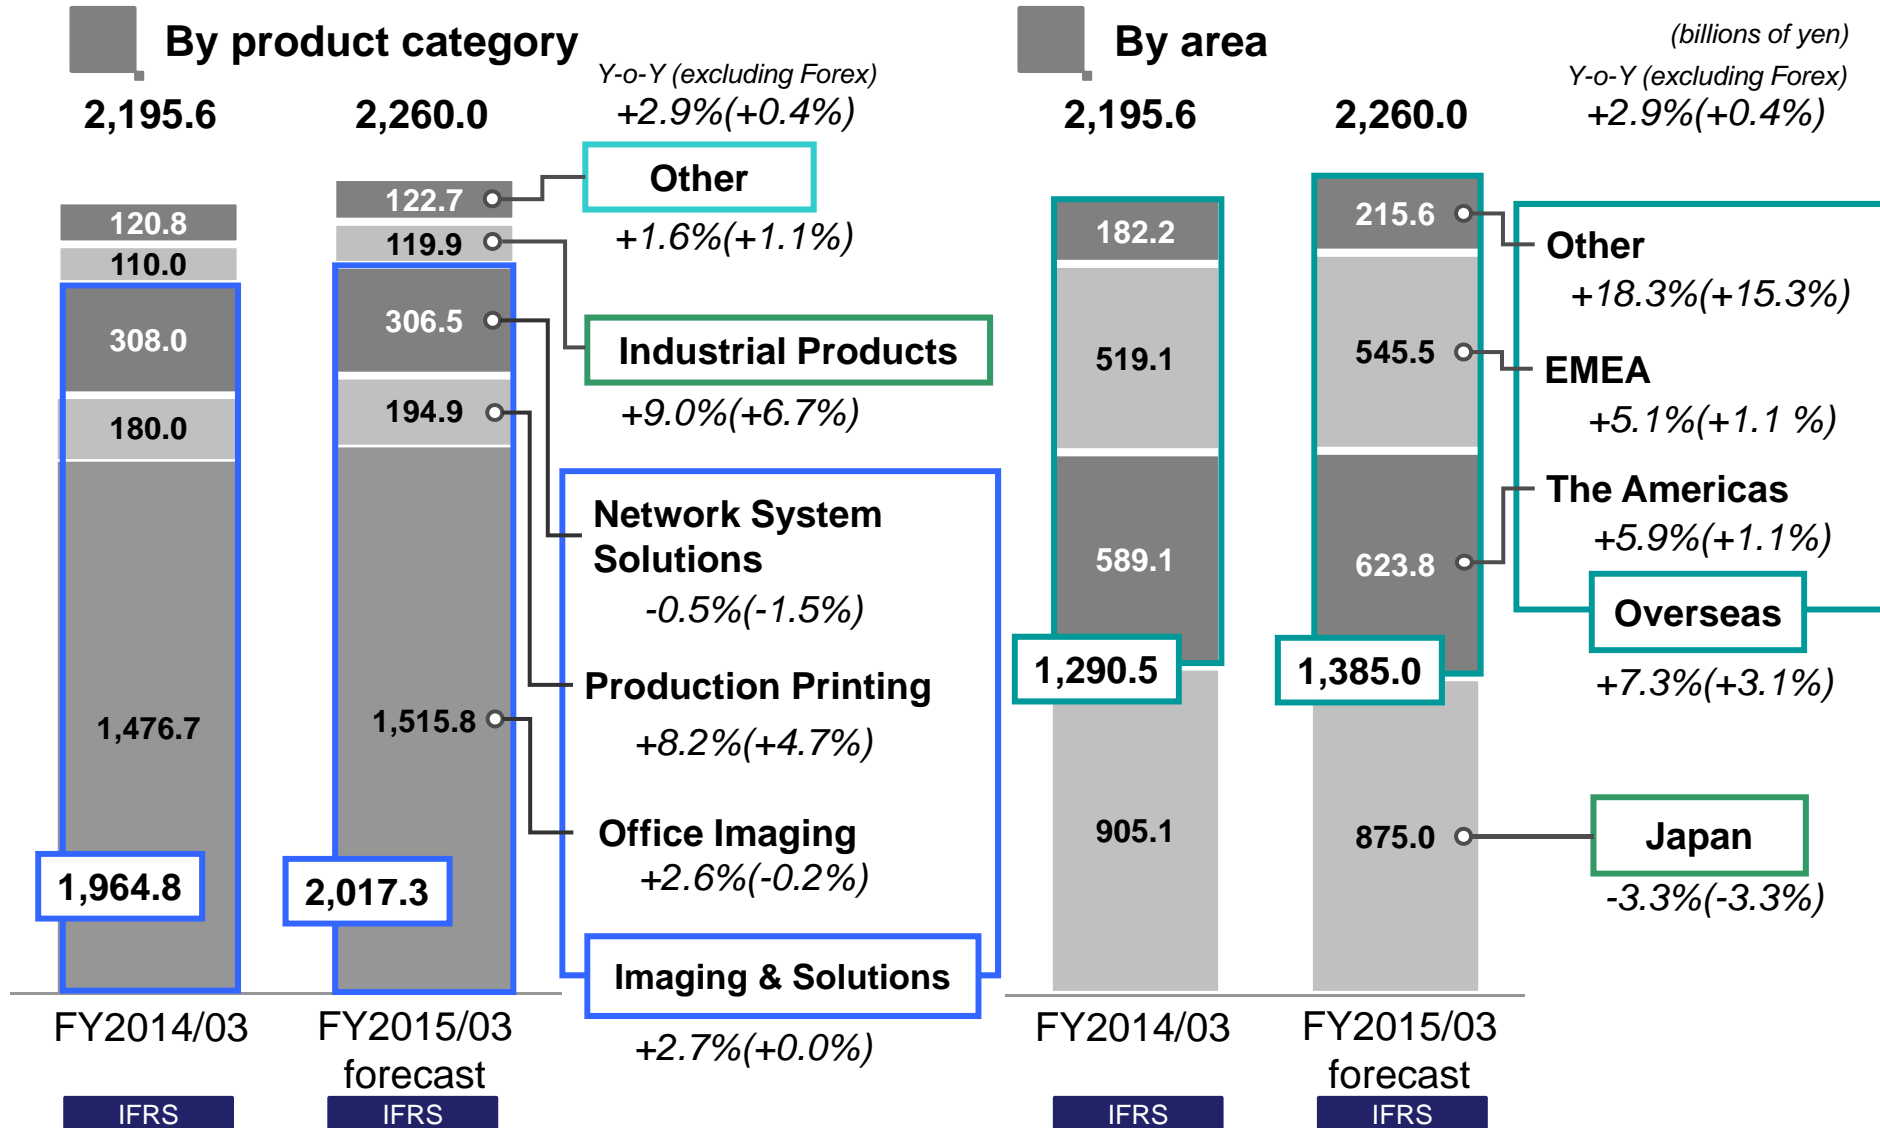 By product category
Y-o-Y (excluding Forex)
2,195.6
2,260.0
+2.9%(+0.4%)
Other
+1.6%(+1.1%)
120.8
122.7
110.0
119.9
308.0
306.5
Industrial Products
+9.0%(+6.7%)
180.0
194.9
Network System
Solutions
-0.5%(-1.5%)
Production Printing
+8.2%(+4.7%)
1,476.7
1,515.8
Office Imaging
+2.6%(-0.2%)
1,964.8
2,017.3
Imaging & Solutions
+2.7%(+0.0%)
FY2014/03
FY2015/03
forecast
IFRS
IFRS
By area
(billions of yen)
Y-o-Y (excluding Forex)
2,195.6
2,260.0
+2.9%(+0.4%)
182.2
215.6
Other
+18.3%(+15.3%)
519.1
545.5
EMEA
+5.1%(+1.1 %)
The Americas
+5.9%(+1.1%)
589.1
623.8
Overseas
+7.3%(+3.1%)
1,290.5
1,385.0
905.1
875.0
Japan
-3.3%(-3.3%)
FY2014/03
FY2015/03
forecast
IFRS
IFRS